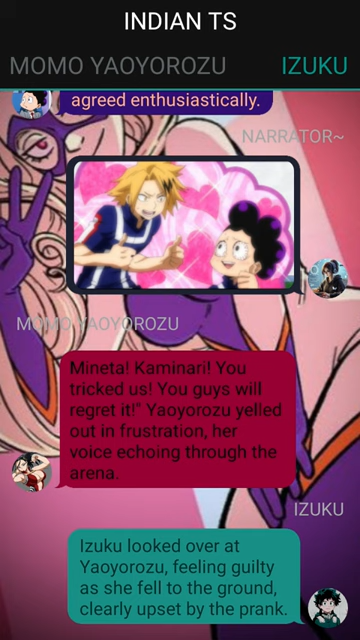 INDIAN TS
MOMO YAOYOROZU
IZUKU
agreed enthusiastically.
NARRATOR~
MOMO YAOYOROZU
Mineta! Kaminari! You
tricked us! You guys will
regret it!" Yaoyorozu yelled
out in frustration, her
voice echoing through the
arena.
IZUKU
Izuku looked over at
Yaoyorozu, feeling guilty
as she fell to the ground,
clearly upset by the prank.